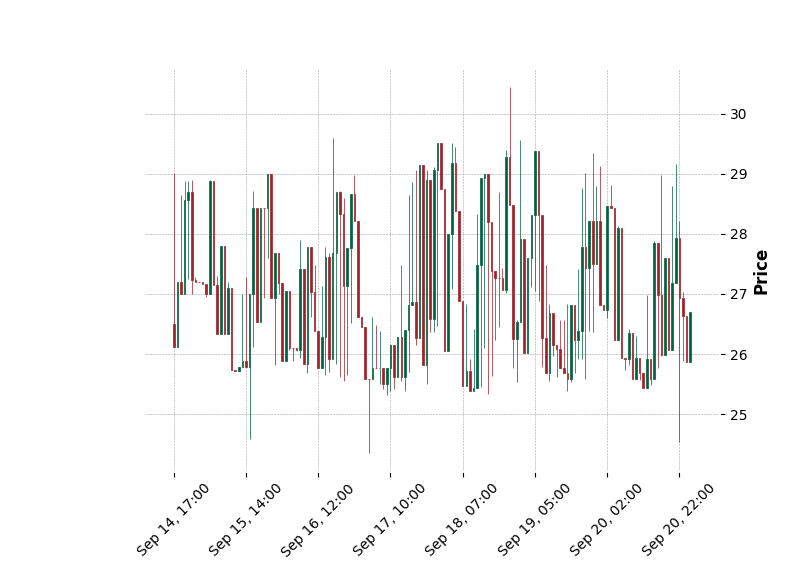 30
29
28
27
26
25
Price
Sep 14, 17:00
Sep 15, 14:00
Sep 16, 12:00
Sep 17, 10:00
Sep 18, 07:00
Sep 19, 05:00
Sep 20, 02:00
Sep 20, 22:00